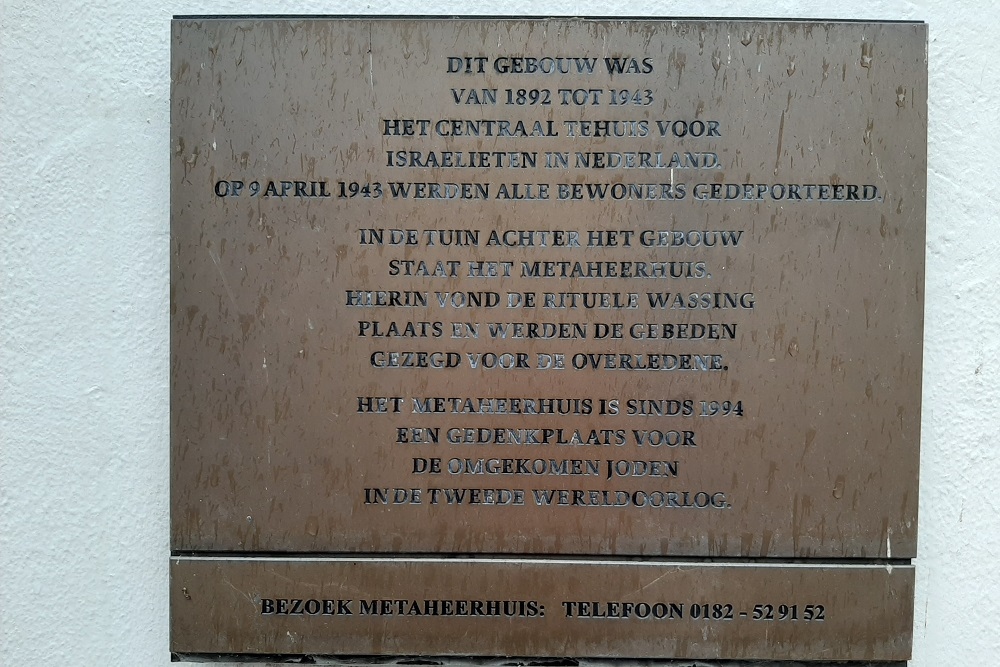 DIT GEBOUW WAS
VAN 1892 TOT 1943
HET CENTRAAL TEHUIS VOOR
ISRAELIETEN IN NEDERLAND.
OP 9 APRIL 1943 WERDEN ALLE BEWONERS GEDEPORTEERD.
IN DE TUIN ACHTER HET GEBOUW
STAAT HET METAHEERHUIS.
HIERIN VOND DE RITUELE WASSING
PLAATS EN WERDEN DE GEBEDEN
GEZEGD VOOR DE OVERLEDENE.
HET METAHEERHUIS IS SINDS 1994
EEN GEDENKPLAATS VOOR
DE OMGEKOMEN JODEN
IN DE TWEEDE WERELDOORLOG.
BEZOEK METAHEERHUIS: TELEFOON 0182 - 52 91 52